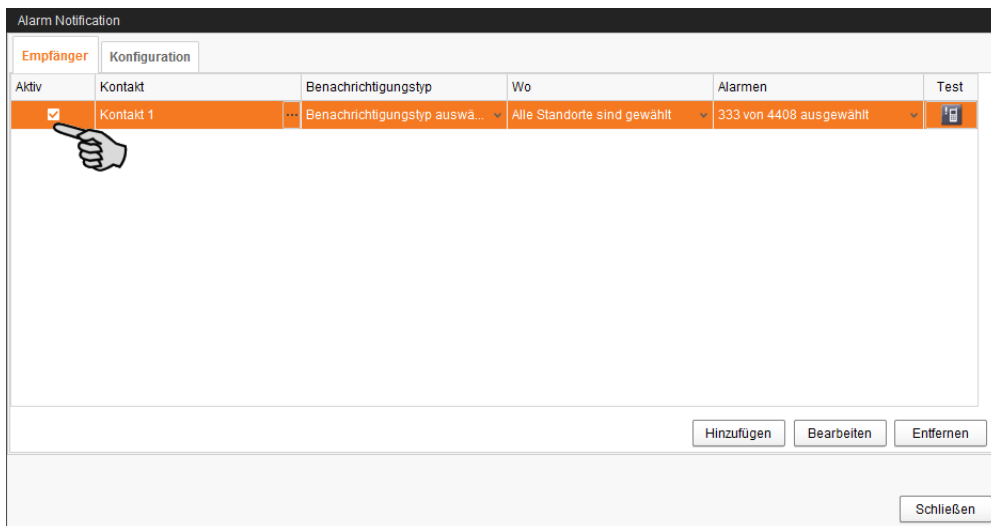 Alarm Notification
Empfänger Konfiguration
Aktiv Kontakt Benachrichtigungstyp Wo Alarmen Test
Kontakt 1 ... Benachrichtigungstyp auswä... Alle Standorte sind gewählt 333 von 4408 ausgewählt
Hinzufügen Bearbeiten Entfernen
Schließen